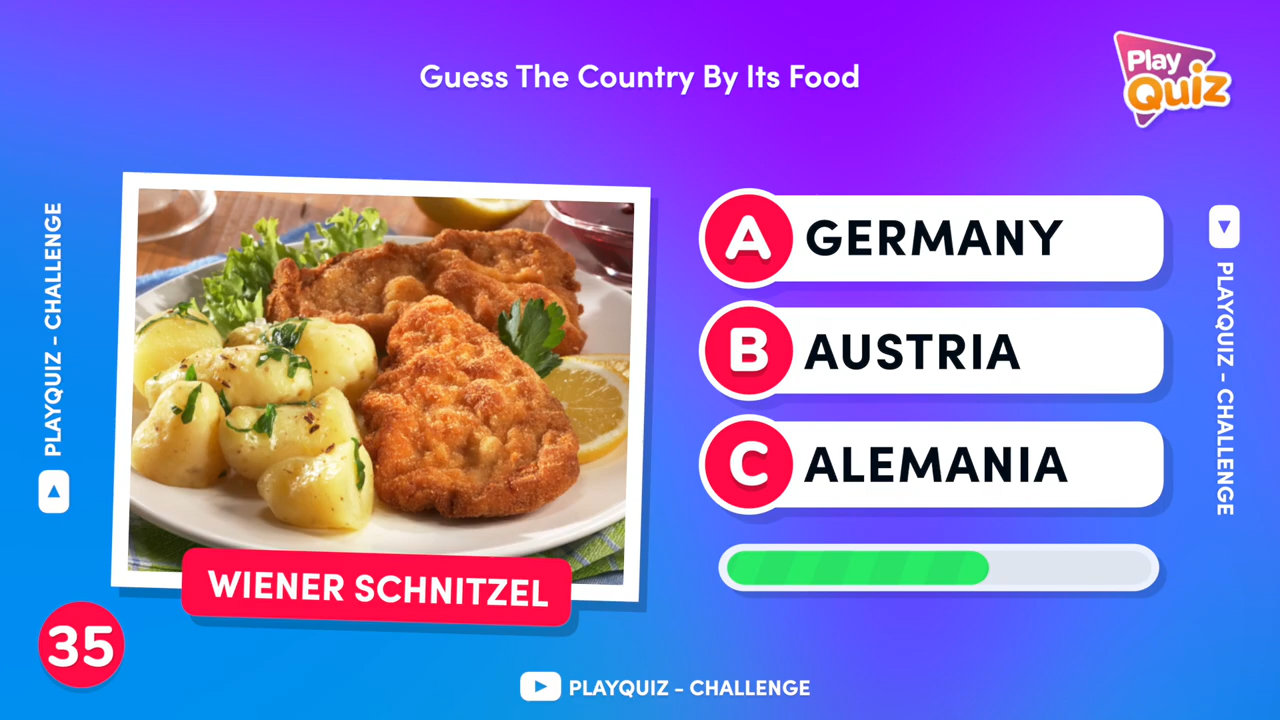 Guess The Country By Its Food
Play
Quiz
PLAYQUIZ - CHALLENGE
A GERMANY
B AUSTRIA
C ALEMANIA
PLAYQUIZ - CHALLENGE
WIENER SCHNITZEL
35
PLAYQUIZ - CHALLENGE